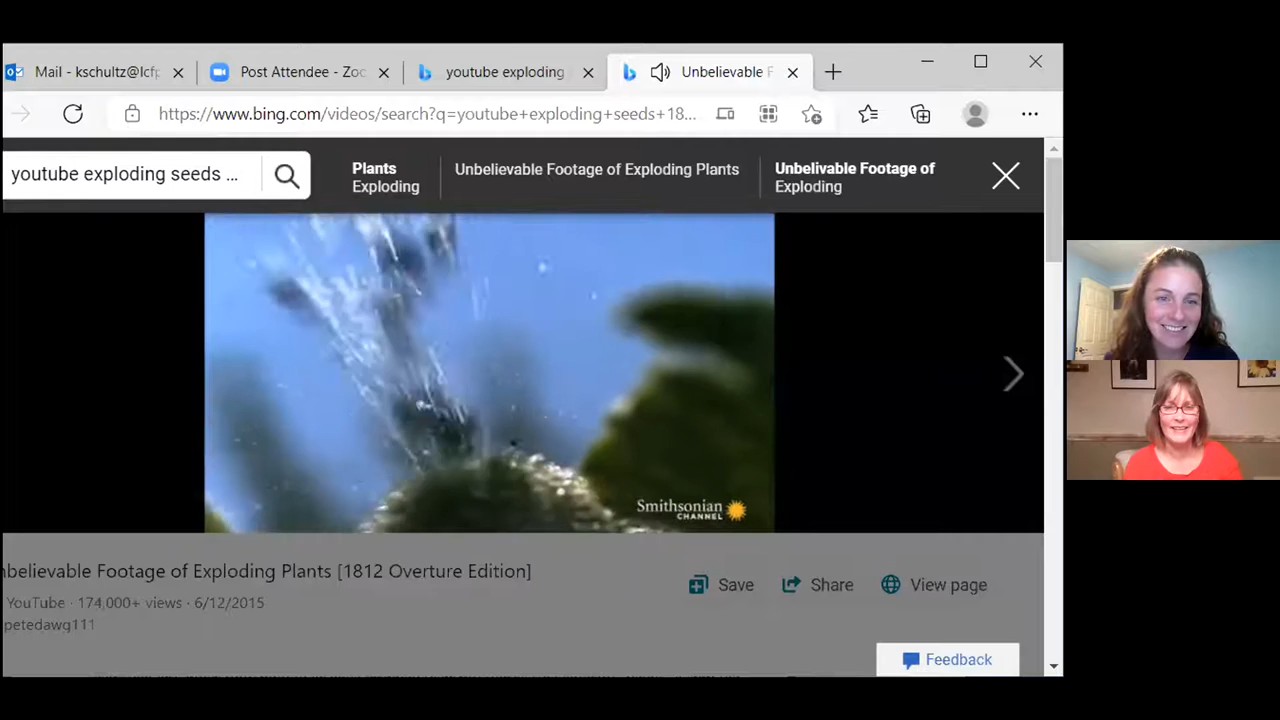 Mail - kschultz@lcfp
Post Attendee - Zoo
youtube exploding
Unbelievable F
https://www.bing.com/videos/search?q=youtube+exploding+seeds+18...
youtube exploding seeds ...
Plants
Exploding
Unbelievable Footage of Exploding Plants
Unbelivable Footage of
Exploding
Smithsonian
CHANNEL
nbelievable Footage of Exploding Plants [1812 Overture Edition]
YouTube · 174,000+ views · 6/12/2015
petedawg111
Save
Share
View page
Feedback